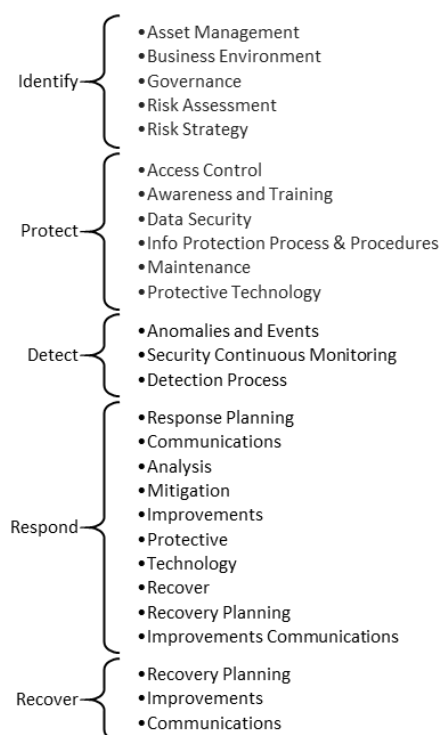 Identify
•Asset Management
•Business Environment
•Governance
•Risk Assessment
•Risk Strategy
Protect
•Access Control
•Awareness and Training
•Data Security
•Info Protection Process & Procedures
•Maintenance
•Protective Technology
Detect
•Anomalies and Events
•Security Continuous Monitoring
•Detection Process
Respond
•Response Planning
•Communications
•Analysis
•Mitigation
•Improvements
•Protective
•Technology
•Recover
•Recovery Planning
•Improvements Communications
Recover
•Recovery Planning
•Improvements
•Communications